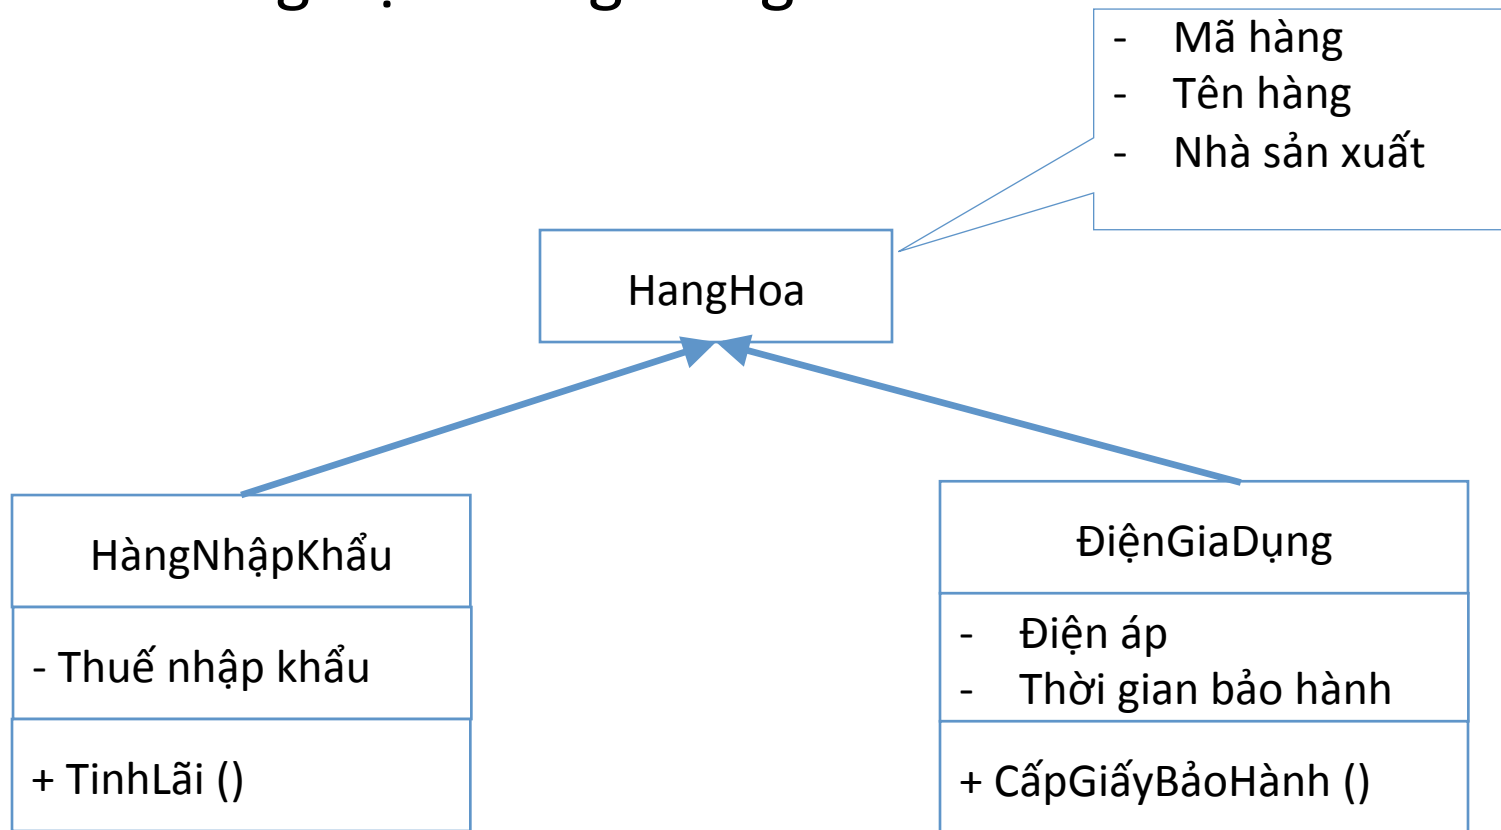 - Mã hàng
- Tên hàng
- Nhà sản xuất
HangHoa
HàngNhậpKhẩu
- Thuế nhập khẩu
+ TinhLãi ()
ĐiệnGiaDụng
- Điện áp
- Thời gian bảo hành
+ CấpGiấyBảoHành ()